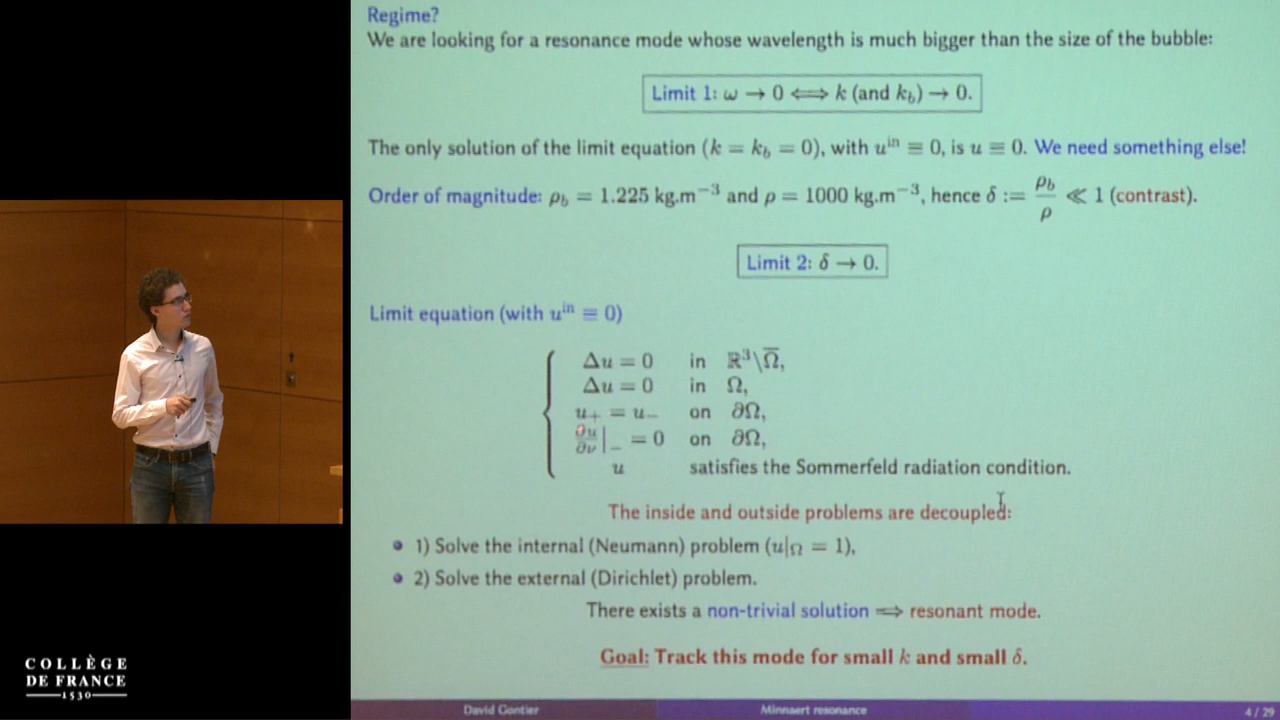 Regime?
We are looking for a resonance mode whose wavelength is much bigger than the size of the bubble:
Limit 1: ω → 0 ⟺ k (and k_b) → 0.
The only solution of the limit equation (k = k_b = 0), with u^in ≡ 0, is u ≡ 0. We need something else!
Order of magnitude: ρ_b = 1.225 kg.m^−3 and ρ = 1000 kg.m^−3, hence δ := ρ_b/ρ ≪ 1 (contrast).
Limit 2: δ → 0.
Limit equation (with u^in ≡ 0)
Δu = 0 in ℝ^3\Ω̅,
Δu = 0 in Ω,
u_+ = u_− on ∂Ω,
∂u/∂ν|_− = 0 on ∂Ω,
u satisfies the Sommerfeld radiation condition.
The inside and outside problems are decoupled:
1) Solve the internal (Neumann) problem (u|_Ω = 1),
2) Solve the external (Dirichlet) problem.
There exists a non-trivial solution ⟹ resonant mode.
Goal: Track this mode for small k and small δ.
David Gontier Minnaert resonance 4 / 29
COLLÈGE
DE FRANCE
1530